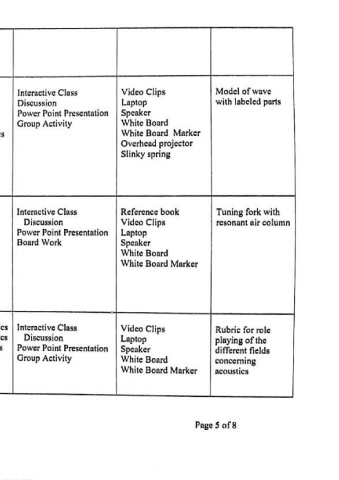 Interactive Class
Discussion
Power Point Presentation
Group Activity
Video Clips
Laptop
Speaker
White Board
White Board Marker
Overhead projector
Slinky spring
Model of wave
with labeled parts
Interactive Class
Discussion
Power Point Presentation
Board Work
Reference book
Video Clips
Laptop
Speaker
White Board
White Board Marker
Tuning fork with
resonant air column
Interactive Class
Discussion
Power Point Presentation
Group Activity
Video Clips
Laptop
Speaker
White Board
White Board Marker
Rubric for role
playing of the
different fields
concerning
acoustics
Page 5 of 8